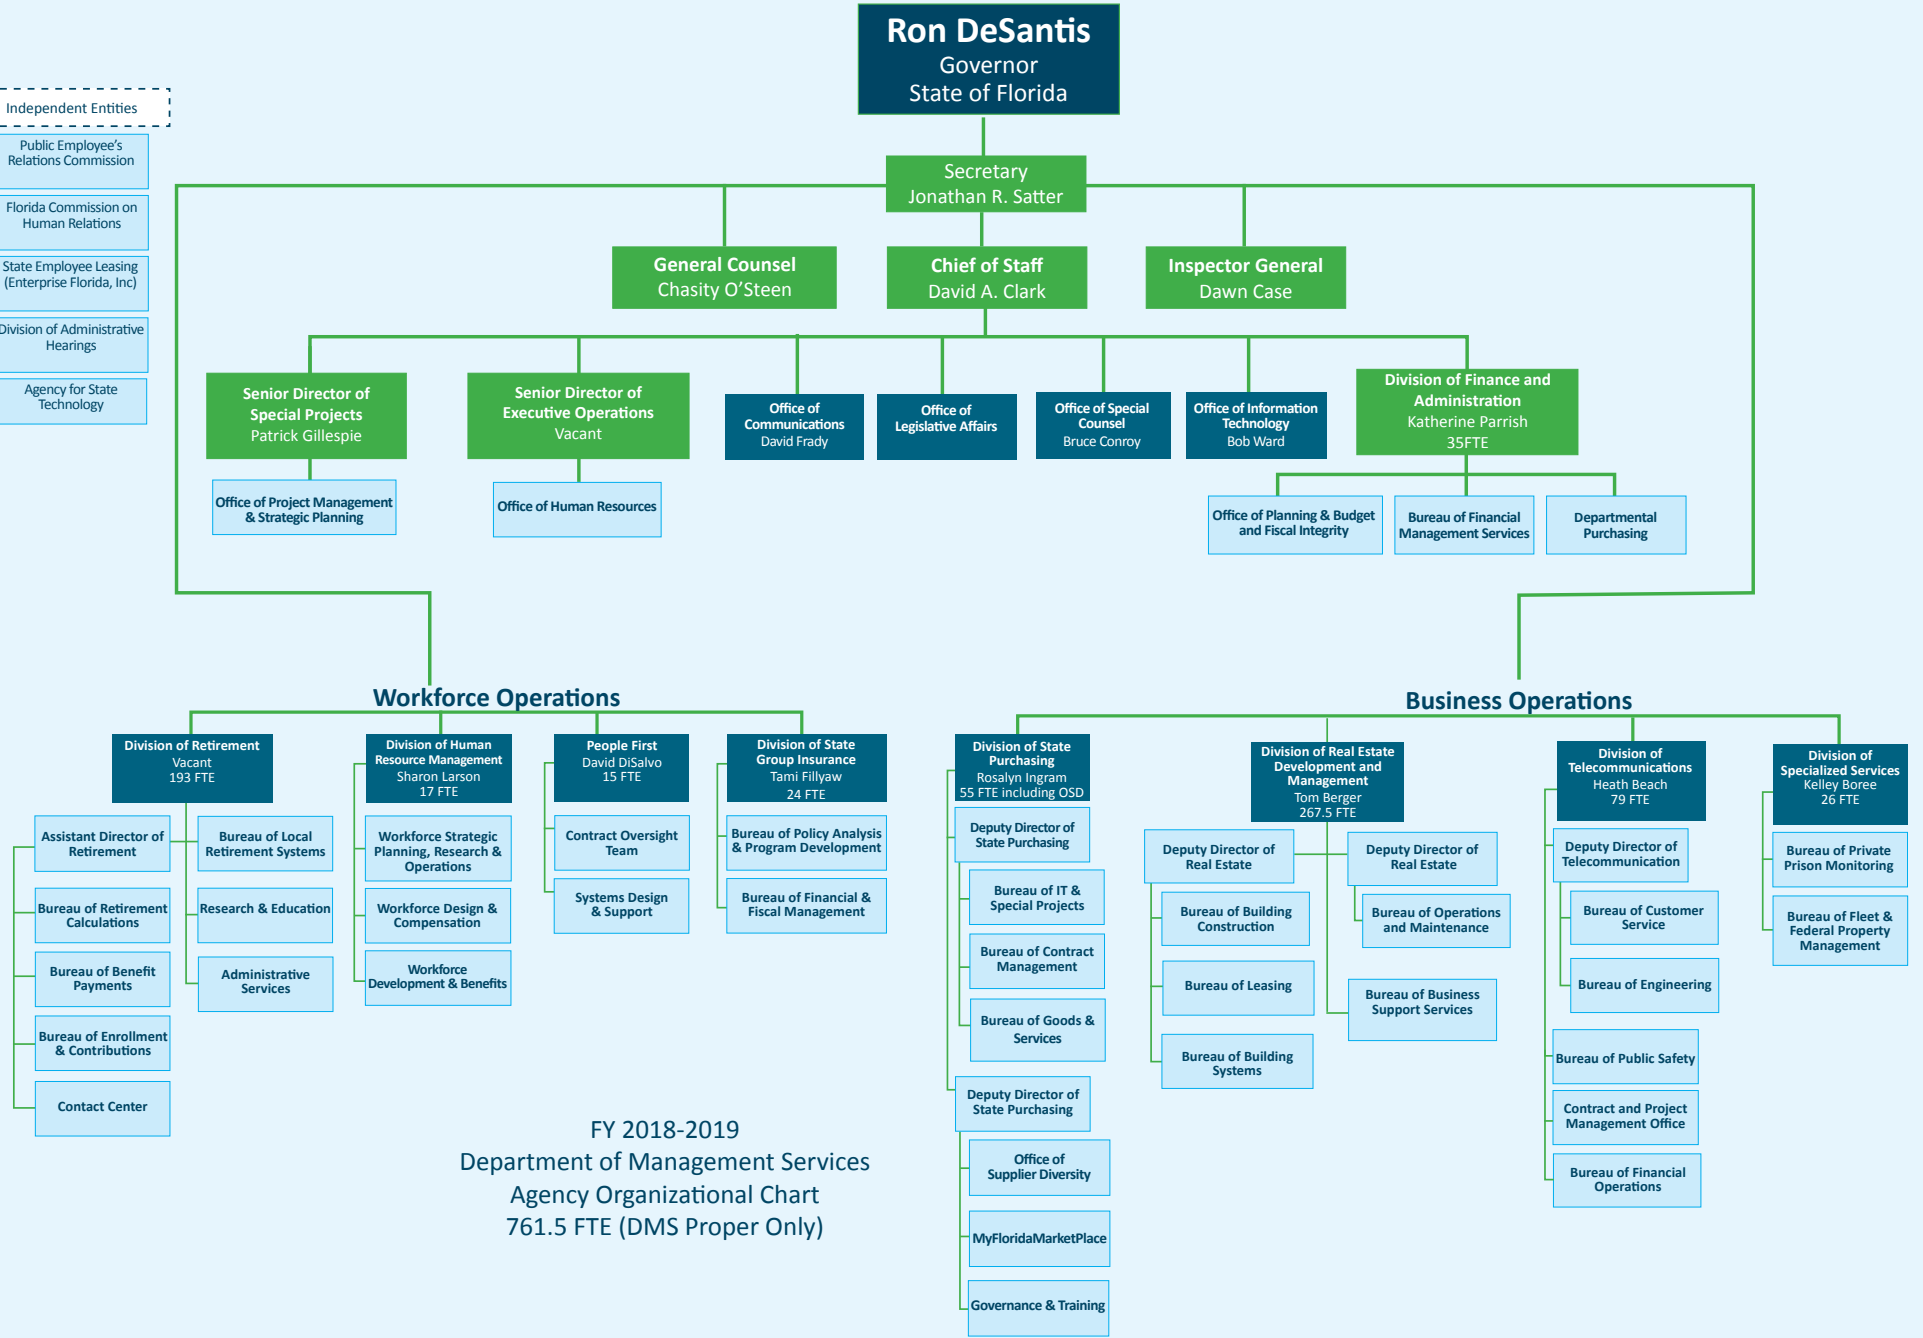 Ron DeSantis
Governor
State of Florida
Independent Entities
Public Employee's
Relations Commission
Florida Commission on
Human Relations
State Employee Leasing
(Enterprise Florida, Inc)
Division of Administrative
Hearings
Agency for State
Technology
Secretary
Jonathan R. Satter
General Counsel
Chasity O'Steen
Chief of Staff
David A. Clark
Inspector General
Dawn Case
Senior Director of
Special Projects
Patrick Gillespie
Senior Director of
Executive Operations
Vacant
Office of
Communications
David Frady
Office of
Legislative Affairs
Office of Special
Counsel
Bruce Conroy
Office of Information
Technology
Bob Ward
Division of Finance and
Administration
Katherine Parrish
35FTE
Office of Project Management
& Strategic Planning
Office of Human Resources
Office of Planning & Budget
and Fiscal Integrity
Bureau of Financial
Management Services
Departmental
Purchasing
Workforce Operations
Division of Retirement
Vacant
193 FTE
Division of Human
Resource Management
Sharon Larson
17 FTE
People First
David DiSalvo
15 FTE
Division of State
Group Insurance
Tami Fillyaw
24 FTE
Assistant Director of
Retirement
Bureau of Local
Retirement Systems
Bureau of Retirement
Calculations
Research & Education
Bureau of Benefit
Payments
Administrative
Services
Bureau of Enrollment
& Contributions
Contact Center
Workforce Strategic
Planning, Research &
Operations
Workforce Design &
Compensation
Workforce
Development & Benefits
Contract Oversight
Team
Systems Design
& Support
Bureau of Policy Analysis
& Program Development
Bureau of Financial &
Fiscal Management
Business Operations
Division of State
Purchasing
Rosalyn Ingram
55 FTE including OSD
Division of Real Estate
Development and
Management
Tom Berger
267.5 FTE
Division of
Telecommunications
Heath Beach
79 FTE
Division of
Specialized Services
Kelley Boree
26 FTE
Deputy Director of
State Purchasing
Bureau of IT &
Special Projects
Bureau of Contract
Management
Bureau of Goods &
Services
Deputy Director of
State Purchasing
Office of
Supplier Diversity
MyFloridaMarketPlace
Governance & Training
Deputy Director of
Real Estate
Deputy Director of
Real Estate
Bureau of Building
Construction
Bureau of Operations
and Maintenance
Bureau of Leasing
Bureau of Business
Support Services
Bureau of Building
Systems
Deputy Director of
Telecommunication
Bureau of Customer
Service
Bureau of Engineering
Bureau of Public Safety
Contract and Project
Management Office
Bureau of Financial
Operations
Bureau of Private
Prison Monitoring
Bureau of Fleet &
Federal Property
Management
FY 2018-2019
Department of Management Services
Agency Organizational Chart
761.5 FTE (DMS Proper Only)